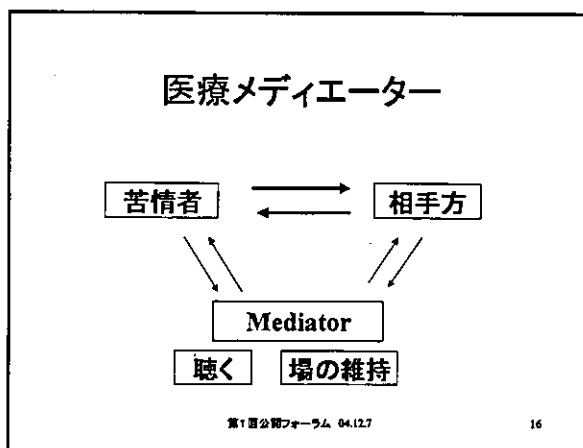 医療メディエーター
苦情者 相手方
Mediator
聴く 場の維持
第1回公開フォーラム 04.12.7 16